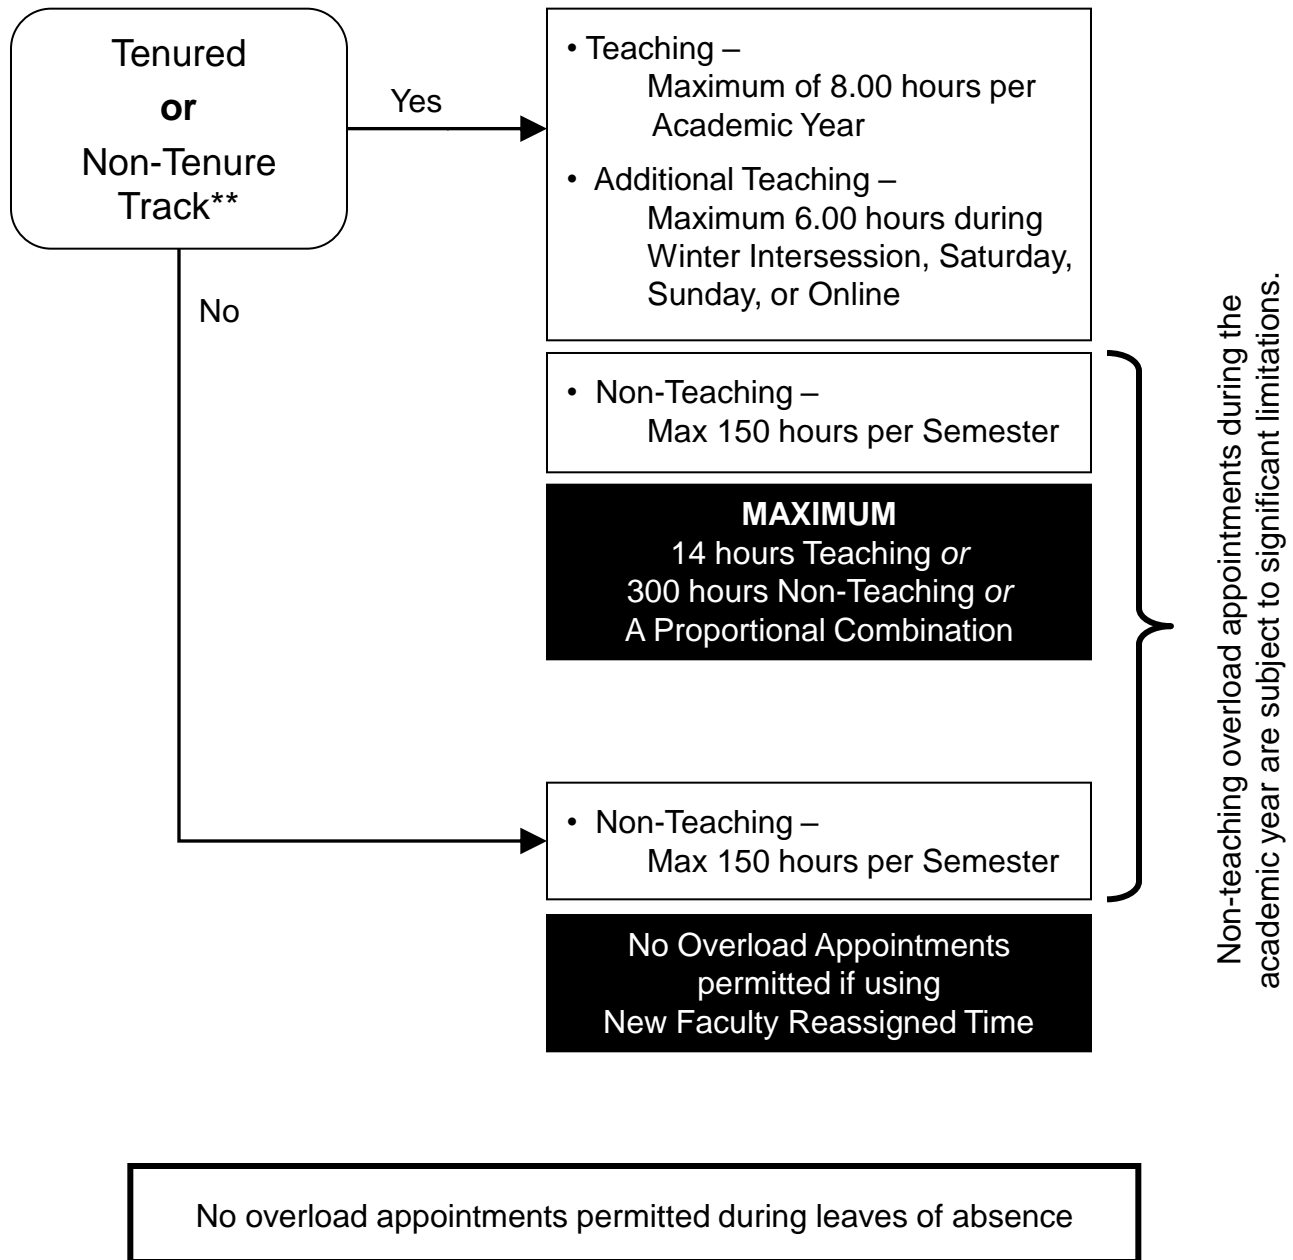 Tenured
or
Non-Tenure
Track**
Yes
No
• Teaching –
Maximum of 8.00 hours per
Academic Year
• Additional Teaching –
Maximum 6.00 hours during
Winter Intersession, Saturday,
Sunday, or Online
• Non-Teaching –
Max 150 hours per Semester
MAXIMUM
14 hours Teaching or
300 hours Non-Teaching or
A Proportional Combination
• Non-Teaching –
Max 150 hours per Semester
No Overload Appointments
permitted if using
New Faculty Reassigned Time
Non-teaching overload appointments during the
academic year are subject to significant limitations.
No overload appointments permitted during leaves of absence